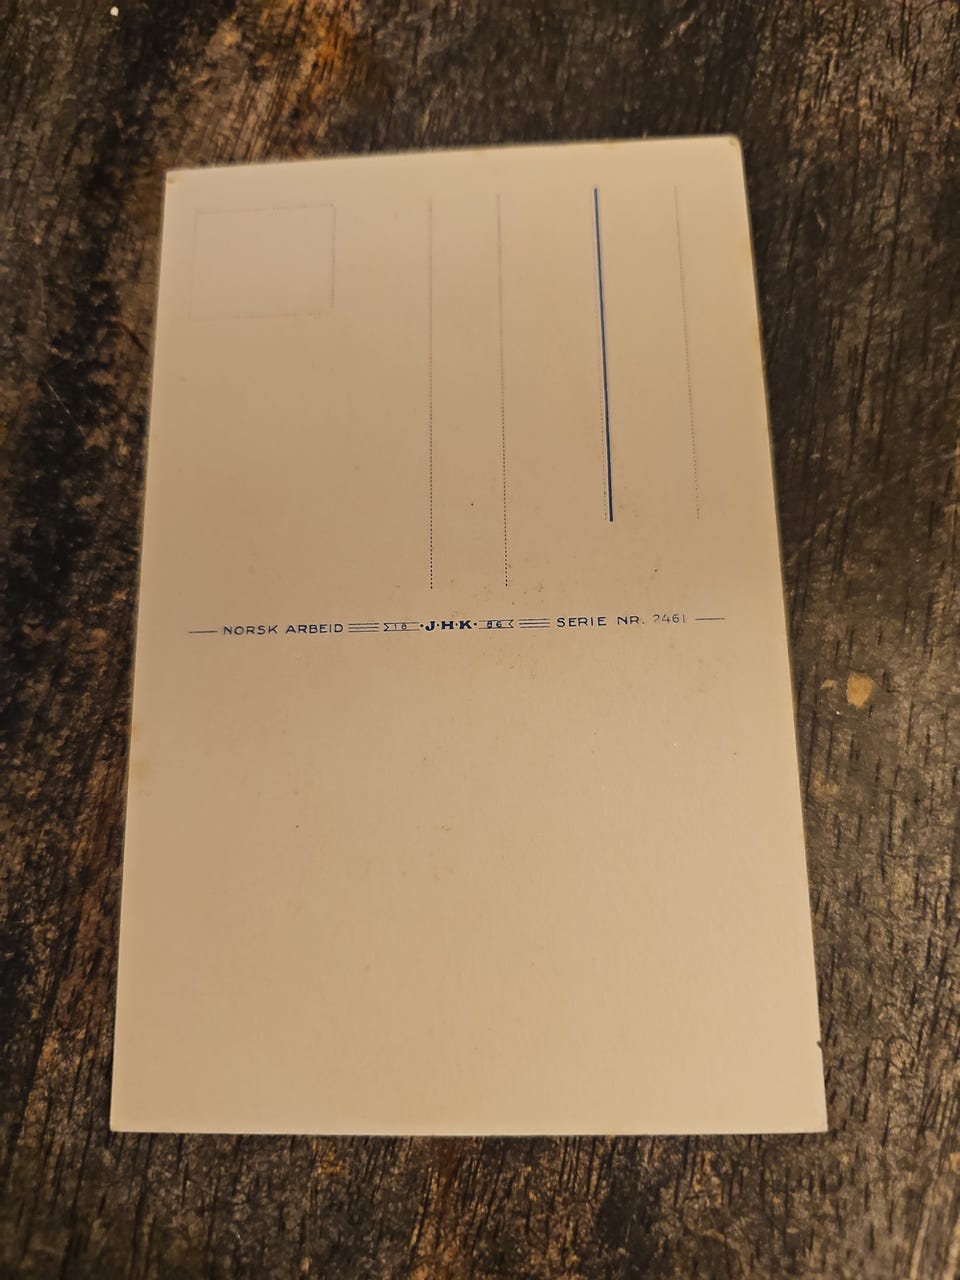 NORSK ARBEID 18 ·J·H·K· 86 SERIE NR. 2461